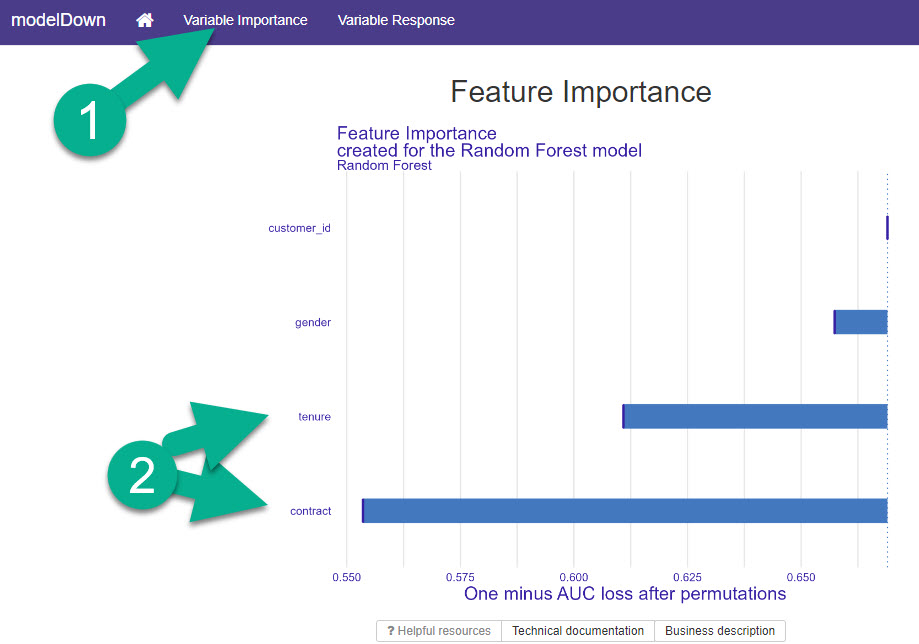 modelDown Variable Importance Variable Response
1
Feature Importance
Feature Importance
created for the Random Forest model
Random Forest
customer_id
gender
tenure
2
contract
0.550 0.575 0.600 0.625 0.650
One minus AUC loss after permutations
? Helpful resources Technical documentation Business description